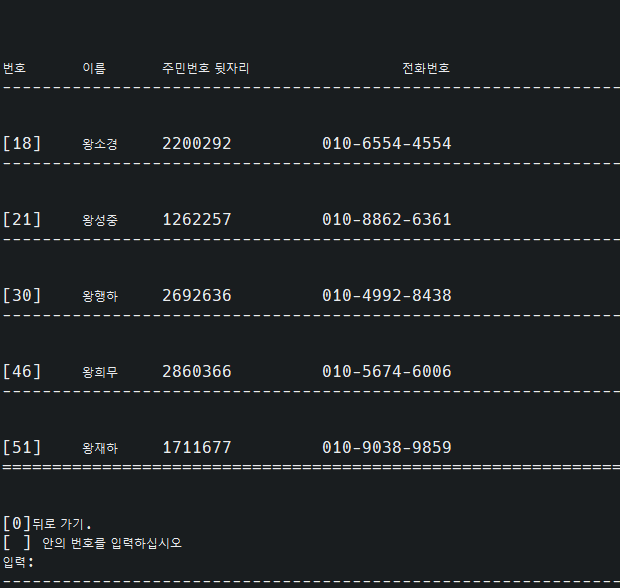 번호 이름 주민번호 뒷자리 전화번호
--------------------------------------------------------------
[18] 왕소경 2200292 010-6554-4554
--------------------------------------------------------------
[21] 왕성중 1262257 010-8862-6361
--------------------------------------------------------------
[30] 왕행하 2692636 010-4992-8438
--------------------------------------------------------------
[46] 왕희무 2860366 010-5674-6006
--------------------------------------------------------------
[51] 왕재하 1711677 010-9038-9859
==============================================================
[0]뒤로 가기.
[ ] 안의 번호를 입력하십시오
입력:
--------------------------------------------------------------